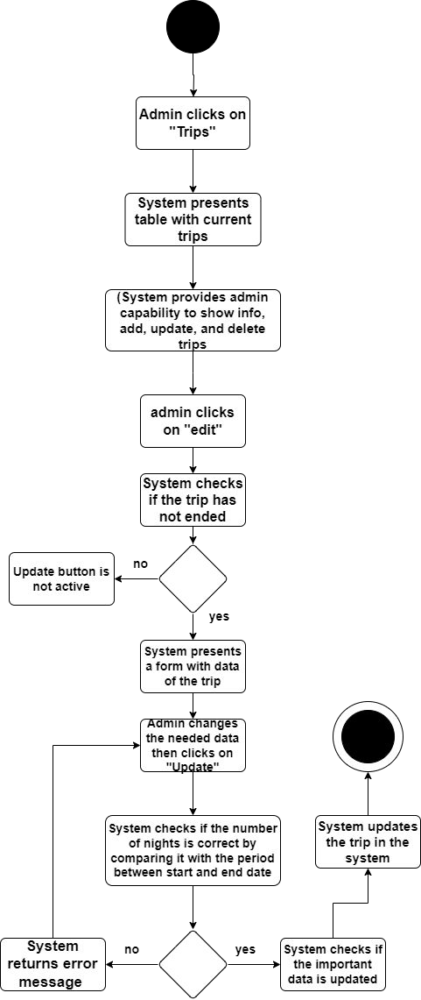 Admin clicks on
"Trips"
System presents
table with current
trips
(System provides admin
capability to show info,
add, update, and delete
trips
admin clicks
on "edit"
System checks
if the trip has
not ended
no
Update button is
not active
yes
System presents
a form with data
of the trip
Admin changes
the needed data
then clicks on
"Update"
System checks if the number
of nights is correct by
comparing it with the period
between start and end date
System updates
the trip in the
system
no
yes
System
returns error
message
System checks if
the important
data is updated